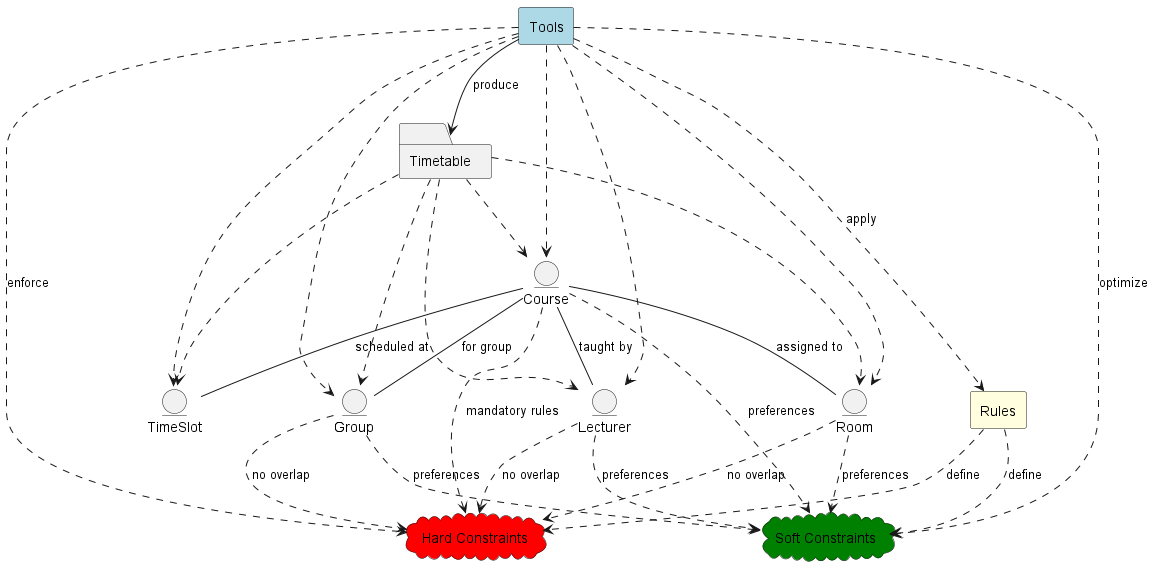 Tools
produce
Timetable
apply
enforce
optimize
Course
scheduled at
for group
taught by
assigned to
TimeSlot
Group
mandatory rules
Lecturer
preferences
Room
Rules
no overlap
preferences
no overlap
preferences
no overlap
preferences
define
define
Hard Constraints
Soft Constraints